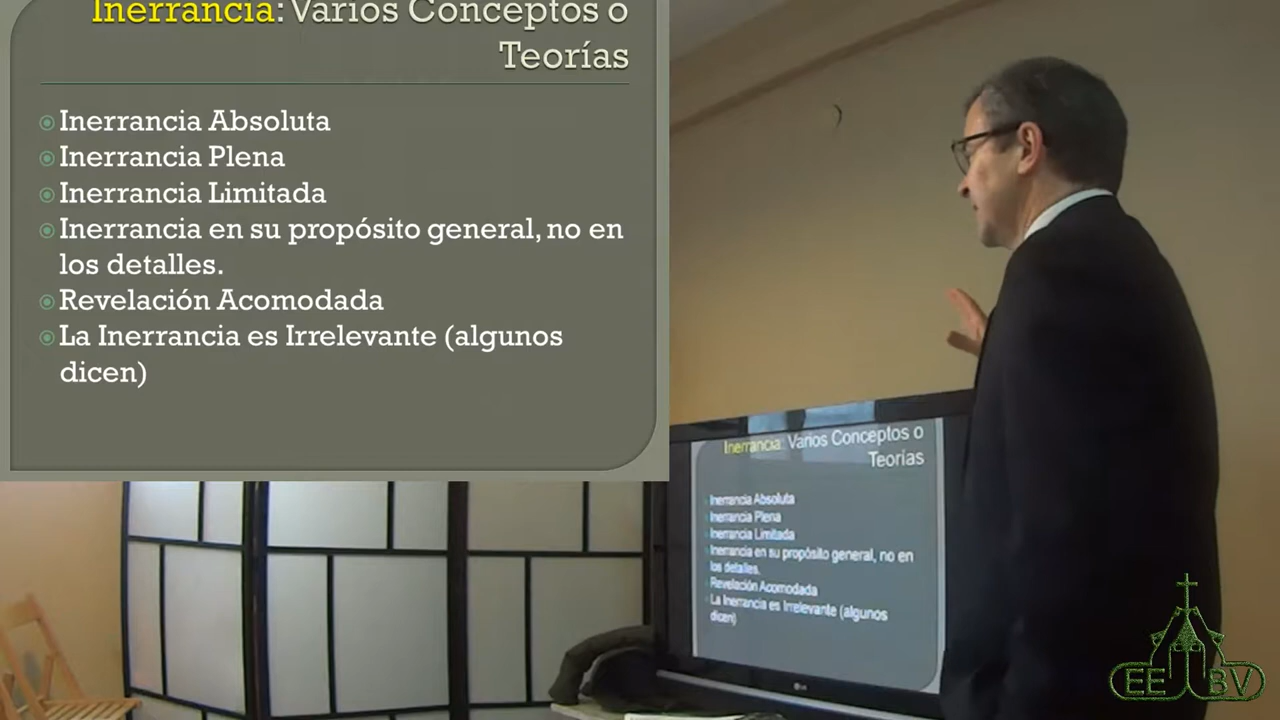 Inerrancia: Varios Conceptos o
Teorías
Inerrancia Absoluta
Inerrancia Plena
Inerrancia Limitada
Inerrancia en su propósito general, no en
los detalles.
Revelación Acomodada
La Inerrancia es Irrelevante (algunos
dicen)
Inerrancia: Varios Conceptos o
Teorías
Inerrancia Absoluta
Inerrancia Plena
Inerrancia Limitada
Inerrancia en su propósito general, no en
los detalles.
Revelación Acomodada
La Inerrancia es Irrelevante (algunos
dicen)
LG
EE BV